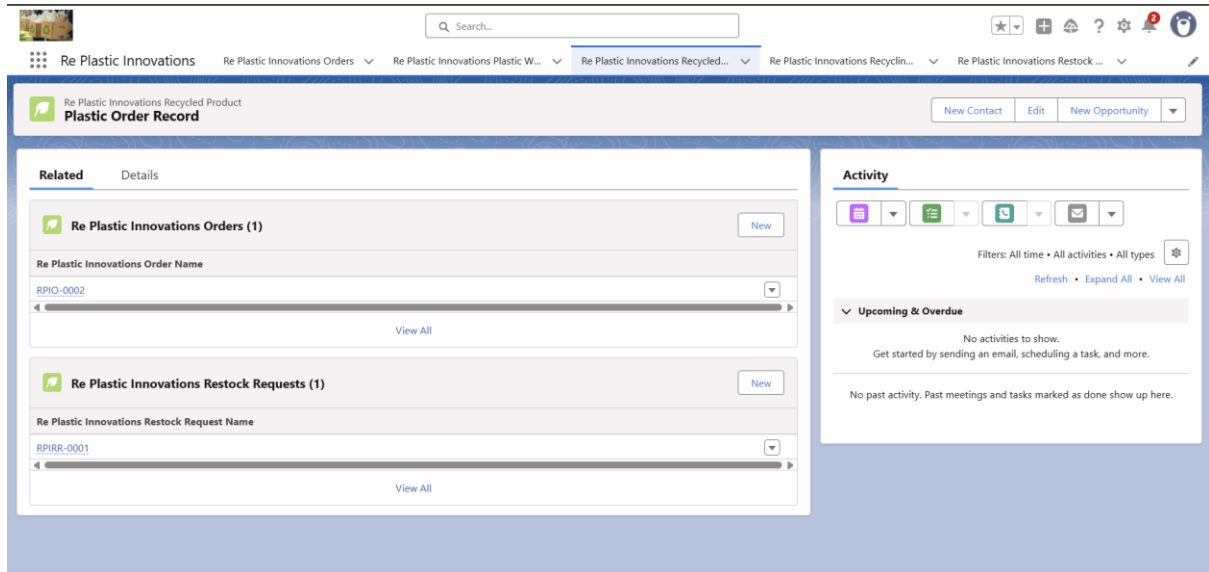 Search...
2
Re Plastic Innovations
Re Plastic Innovations Orders
Re Plastic Innovations Plastic W...
Re Plastic Innovations Recycled...
Re Plastic Innovations Recyclin...
Re Plastic Innovations Restock ...
Re Plastic Innovations Recycled Product
Plastic Order Record
New Contact
Edit
New Opportunity
Related
Details
Re Plastic Innovations Orders (1)
New
Re Plastic Innovations Order Name
RPIO-0002
View All
Re Plastic Innovations Restock Requests (1)
New
Re Plastic Innovations Restock Request Name
RPIRR-0001
View All
Activity
Filters: All time • All activities • All types
Refresh • Expand All • View All
Upcoming & Overdue
No activities to show.
Get started by sending an email, scheduling a task, and more.
No past activity. Past meetings and tasks marked as done show up here.